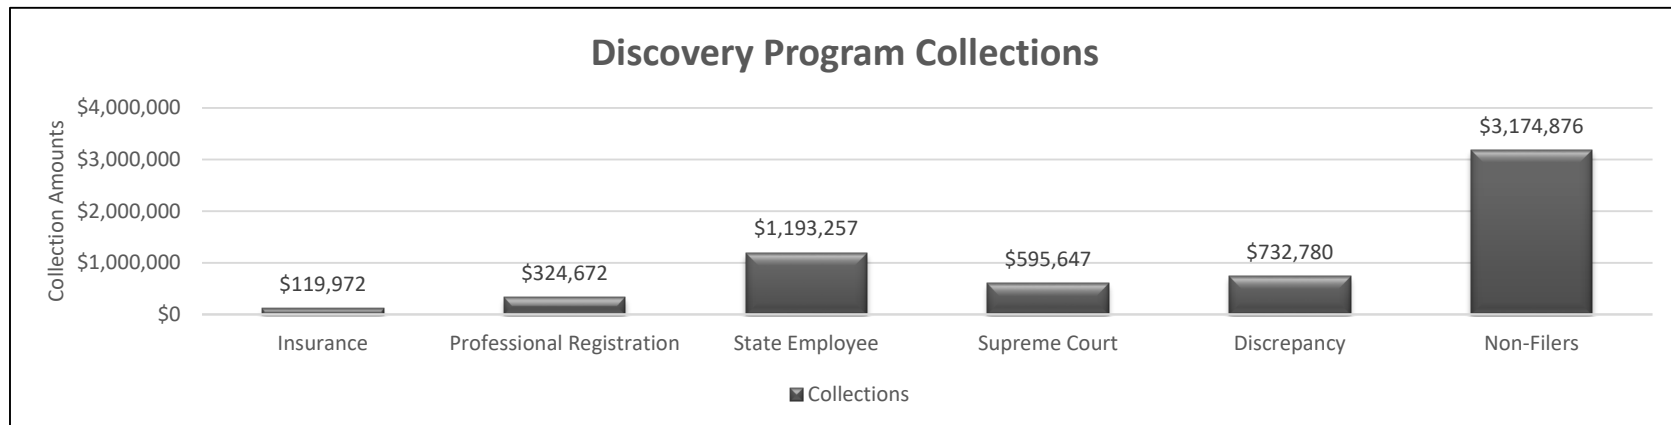 Discovery Program Collections
Collection Amounts
$4,000,000
$3,000,000
$2,000,000
$1,000,000
$0
$119,972
$324,672
$1,193,257
$595,647
$732,780
$3,174,876
Insurance
Professional Registration
State Employee
Supreme Court
Discrepancy
Non-Filers
Collections